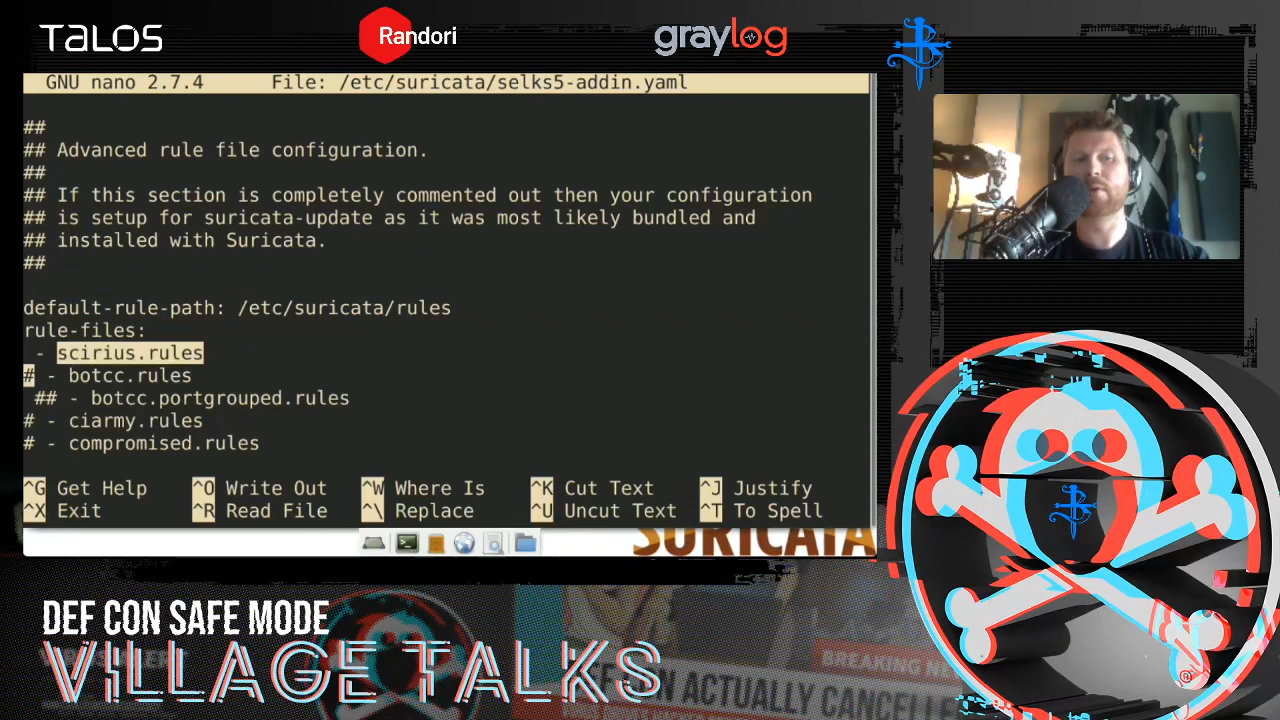 TALOS
Randori
graylog
GNU nano 2.7.4 File: /etc/suricata/selks5-addin.yaml
##
## Advanced rule file configuration.
##
## If this section is completely commented out then your configuration
## is setup for suricata-update as it was most likely bundled and
## installed with Suricata.
##
default-rule-path: /etc/suricata/rules
rule-files:
- scirius.rules
# - botcc.rules
## - botcc.portgrouped.rules
# - ciarmy.rules
# - compromised.rules
^G Get Help ^O Write Out ^W Where Is ^K Cut Text ^J Justify
^X Exit ^R Read File ^\ Replace ^U Uncut Text ^T To Spell
SURICATA
DEF CON SAFE MODE
VILLAGE TALKS
BREAKING
ACTUALLY